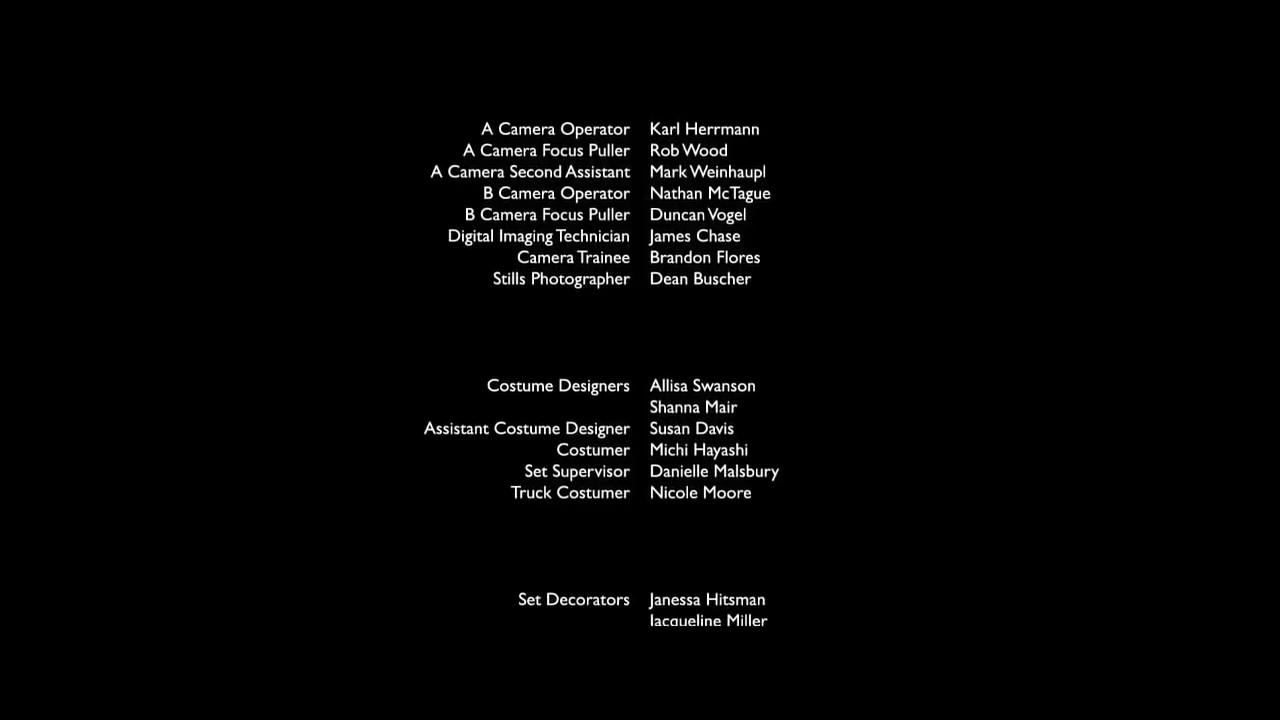 A Camera Operator Karl Herrmann
A Camera Focus Puller Rob Wood
A Camera Second Assistant Mark Weinhaupl
B Camera Operator Nathan McTague
B Camera Focus Puller Duncan Vogel
Digital Imaging Technician James Chase
Camera Trainee Brandon Flores
Stills Photographer Dean Buscher
Costume Designers Allisa Swanson
Shanna Mair
Assistant Costume Designer Susan Davis
Costumer Michi Hayashi
Set Supervisor Danielle Malsbury
Truck Costumer Nicole Moore
Set Decorators Janessa Hitsman
Jacqueline Miller